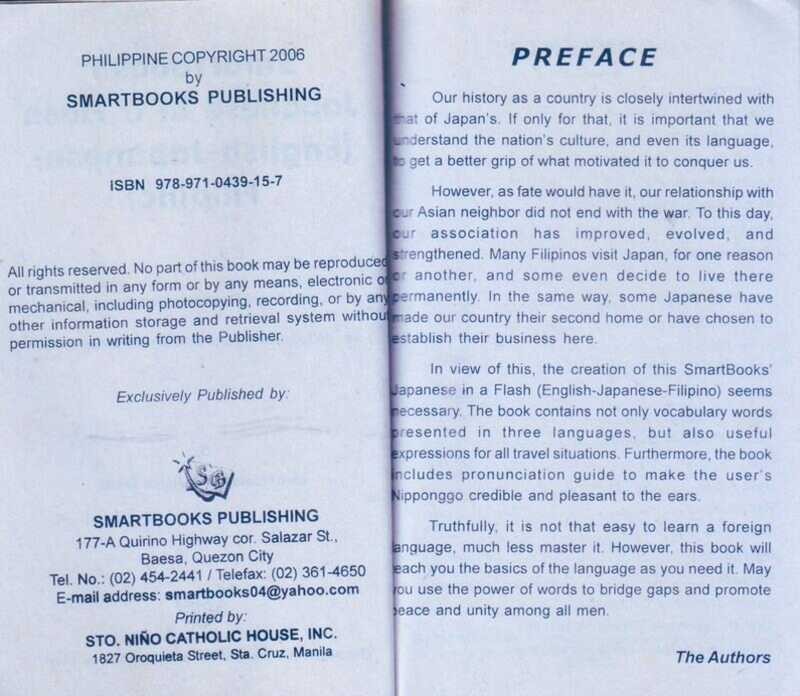 PHILIPPINE COPYRIGHT 2006
by
SMARTBOOKS PUBLISHING
ISBN 978-971-0439-15-7
All rights reserved. No part of this book may be reproduced
or transmitted in any form or by any means, electronic o
mechanical, including photocopying, recording, or by any
other information storage and retrieval system withou
permission in writing from the Publisher.
Exclusively Published by:
SB
SMARTBOOKS PUBLISHING
177-A Quirino Highway cor. Salazar St.,
Baesa, Quezon City
Tel. No.: (02) 454-2441 / Telefax: (02) 361-4650
E-mail address: smartbooks04@yahoo.com
Printed by:
STO. NIÑO CATHOLIC HOUSE, INC.
1827 Oroquieta Street, Sta. Cruz, Manila
PREFACE
Our history as a country is closely intertwined with
that of Japan's. If only for that, it is important that we
understand the nation's culture, and even its language,
to get a better grip of what motivated it to conquer us.
However, as fate would have it, our relationship with
our Asian neighbor did not end with the war. To this day,
our association has improved, evolved, and
strengthened. Many Filipinos visit Japan, for one reason
or another, and some even decide to live there
permanently. In the same way, some Japanese have
made our country their second home or have chosen to
establish their business here.
In view of this, the creation of this SmartBooks'
Japanese in a Flash (English-Japanese-Filipino) seems
necessary. The book contains not only vocabulary words
presented in three languages, but also useful
expressions for all travel situations. Furthermore, the book
includes pronunciation guide to make the user's
Nipponggo credible and pleasant to the ears.
Truthfully, it is not that easy to learn a foreign
language, much less master it. However, this book will
teach you the basics of the language as you need it. May
you use the power of words to bridge gaps and promote
peace and unity among all men.
The Authors